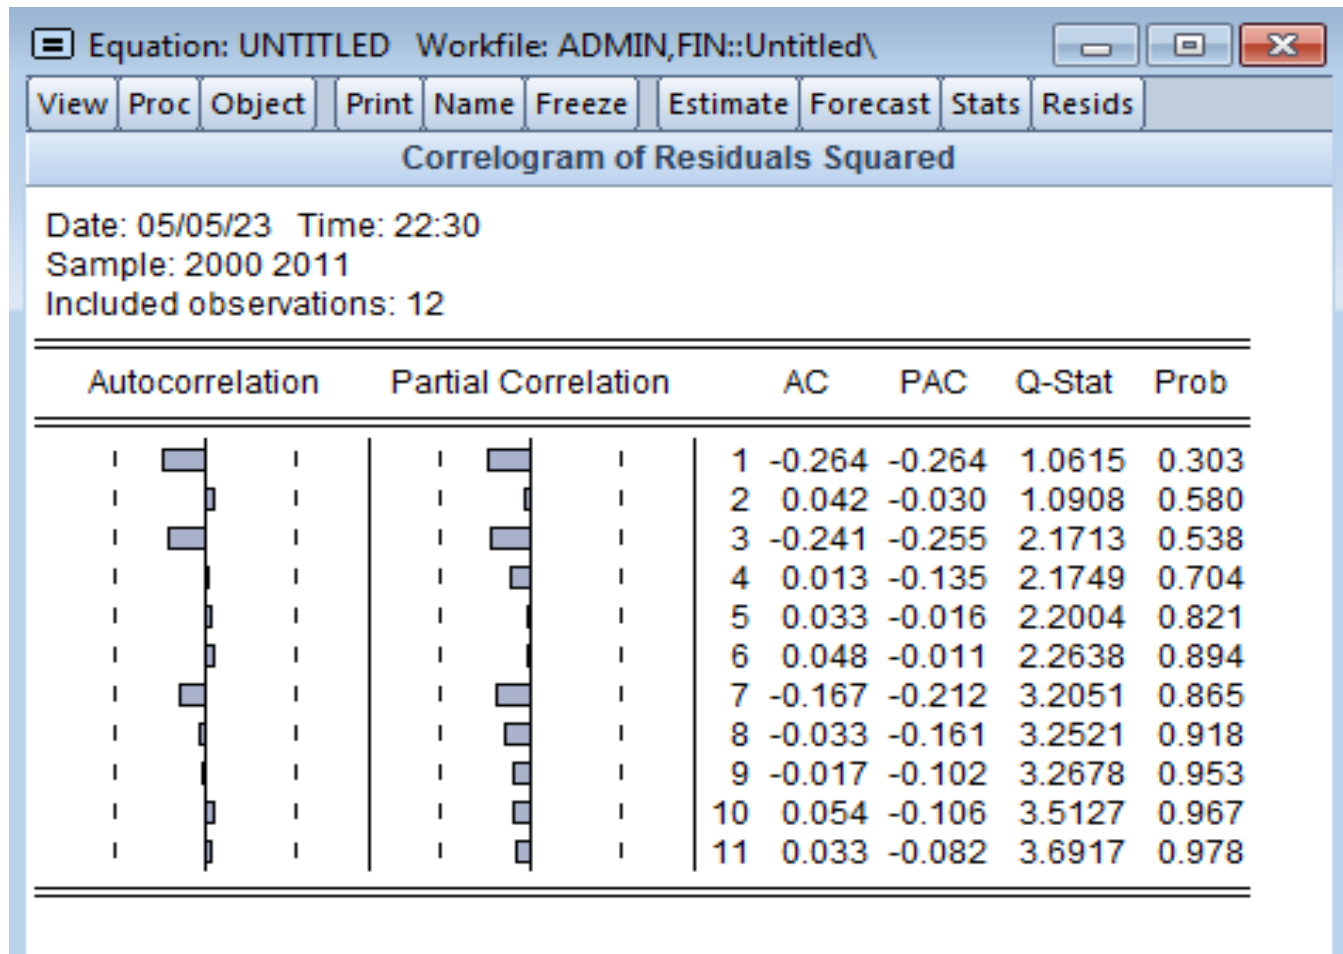 Equation: UNTITLED Workfile: ADMIN,FIN::Untitled\
View Proc Object Print Name Freeze Estimate Forecast Stats Resids
Correlogram of Residuals Squared
Date: 05/05/23 Time: 22:30
Sample: 2000 2011
Included observations: 12
Autocorrelation Partial Correlation AC PAC Q-Stat Prob
1 -0.264 -0.264 1.0615 0.303
2 0.042 -0.030 1.0908 0.580
3 -0.241 -0.255 2.1713 0.538
4 0.013 -0.135 2.1749 0.704
5 0.033 -0.016 2.2004 0.821
6 0.048 -0.011 2.2638 0.894
7 -0.167 -0.212 3.2051 0.865
8 -0.033 -0.161 3.2521 0.918
9 -0.017 -0.102 3.2678 0.953
10 0.054 -0.106 3.5127 0.967
11 0.033 -0.082 3.6917 0.978